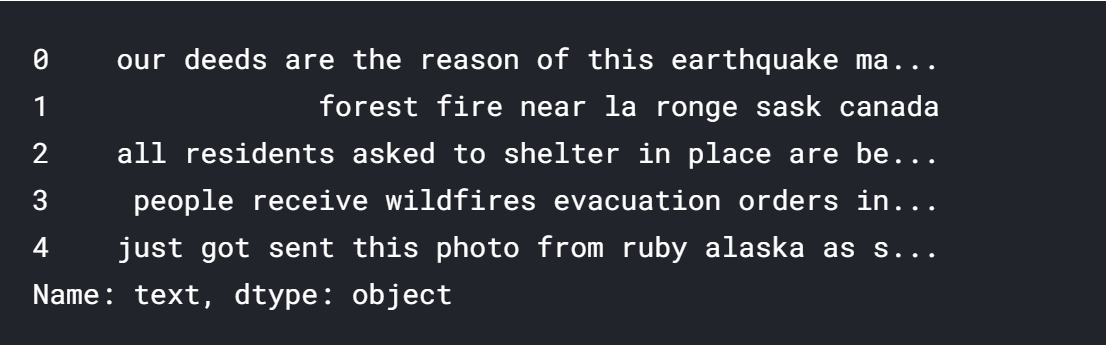 0    our deeds are the reason of this earthquake ma...
1                forest fire near la ronge sask canada
2    all residents asked to shelter in place are be...
3     people receive wildfires evacuation orders in...
4    just got sent this photo from ruby alaska as s...
Name: text, dtype: object